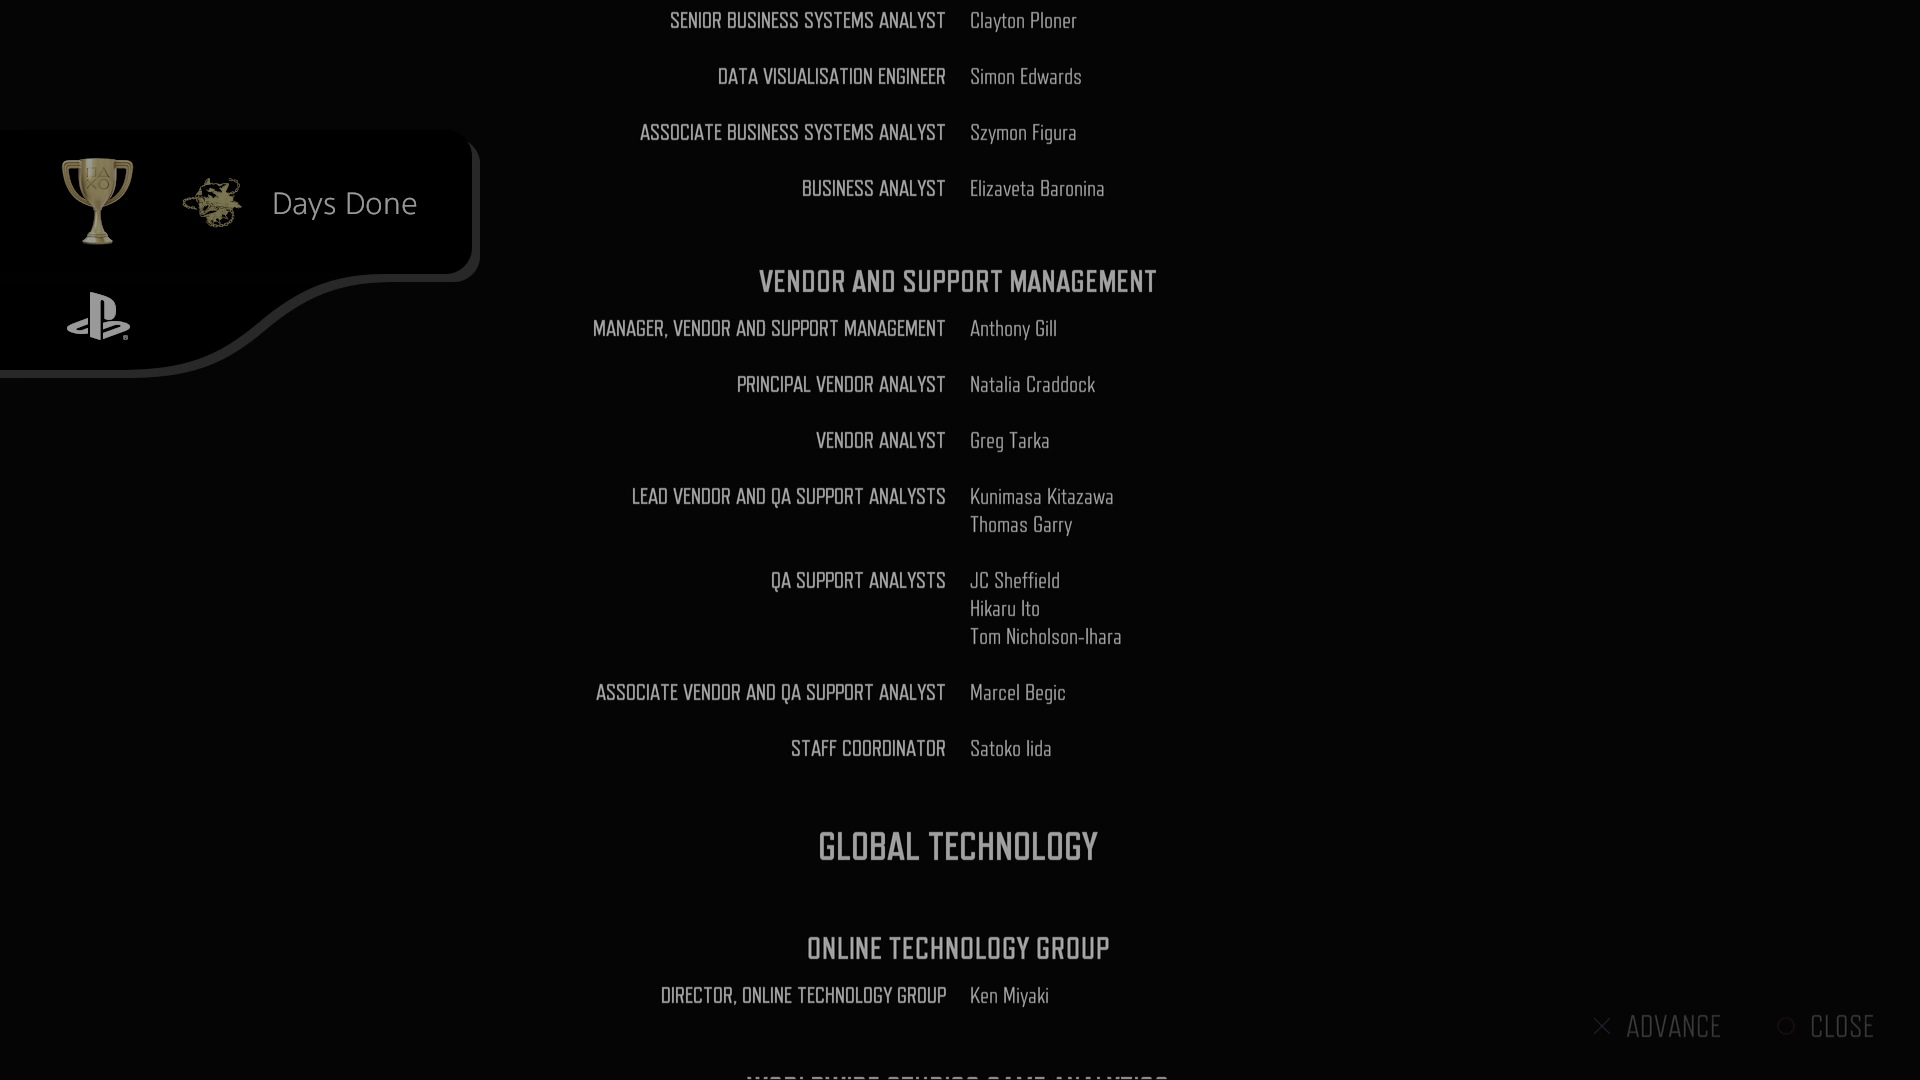 SENIOR BUSINESS SYSTEMS ANALYST Clayton Ploner
DATA VISUALISATION ENGINEER Simon Edwards
ASSOCIATE BUSINESS SYSTEMS ANALYST Szymon Figura
BUSINESS ANALYST Elizaveta Baronina
Days Done
VENDOR AND SUPPORT MANAGEMENT
MANAGER, VENDOR AND SUPPORT MANAGEMENT Anthony Gill
PRINCIPAL VENDOR ANALYST Natalia Craddock
VENDOR ANALYST Greg Tarka
LEAD VENDOR AND QA SUPPORT ANALYSTS Kunimasa Kitazawa
Thomas Garry
QA SUPPORT ANALYSTS JC Sheffield
Hikaru Ito
Tom Nicholson-Ihara
ASSOCIATE VENDOR AND QA SUPPORT ANALYST Marcel Begic
STAFF COORDINATOR Satoko Iida
GLOBAL TECHNOLOGY
ONLINE TECHNOLOGY GROUP
DIRECTOR, ONLINE TECHNOLOGY GROUP Ken Miyaki
ADVANCE CLOSE